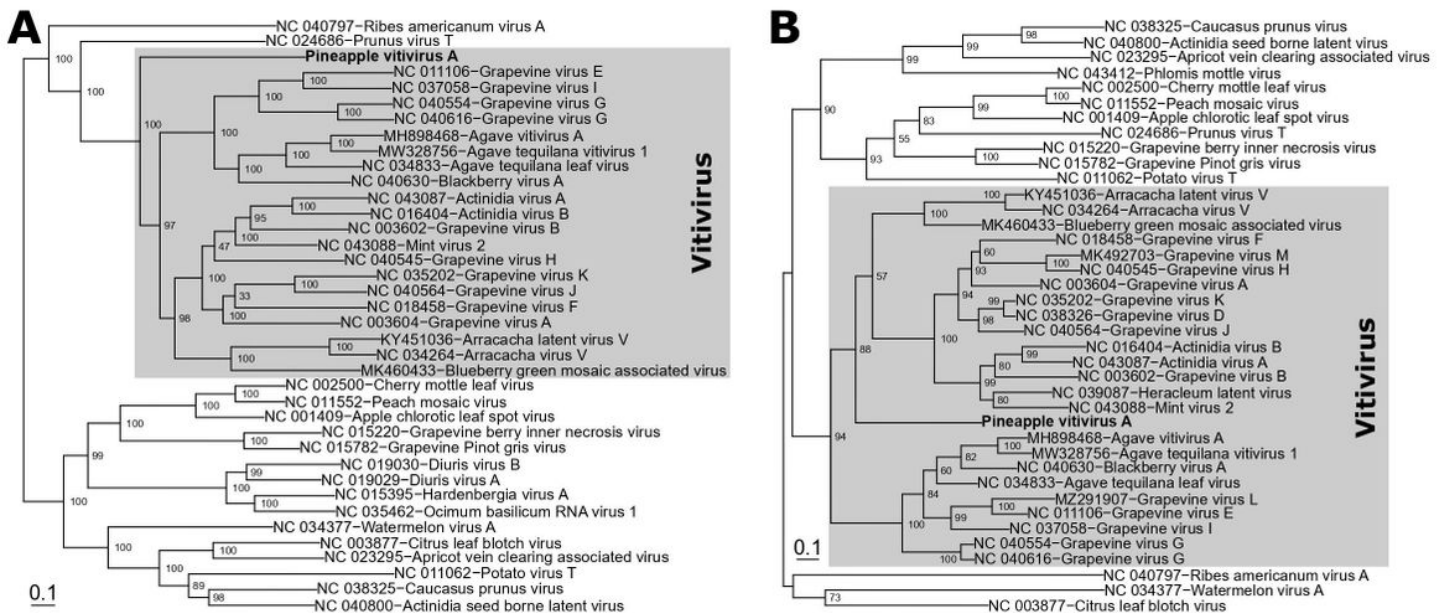 A
NC 040797−Ribes americanum virus A
NC 024686−Prunus virus T
Pineapple vitivirus A
NC 011106−Grapevine virus E
NC 037058−Grapevine virus I
NC 040554−Grapevine virus G
NC 040616−Grapevine virus G
MH898468−Agave vitivirus A
MW328756−Agave tequilana vitivirus 1
NC 034833−Agave tequilana leaf virus
NC 040630−Blackberry virus A
NC 043087−Actinidia virus A
NC 016404−Actinidia virus B
NC 003602−Grapevine virus B
NC 043088−Mint virus 2
NC 040545−Grapevine virus H
NC 035202−Grapevine virus K
NC 040564−Grapevine virus J
NC 018458−Grapevine virus F
NC 003604−Grapevine virus A
KY451036−Arracacha latent virus V
NC 034264−Arracacha virus V
MK460433−Blueberry green mosaic associated virus
NC 002500−Cherry mottle leaf virus
NC 011552−Peach mosaic virus
NC 001409−Apple chlorotic leaf spot virus
NC 015220−Grapevine berry inner necrosis virus
NC 015782−Grapevine Pinot gris virus
NC 019030−Diuris virus B
NC 019029−Diuris virus A
NC 015395−Hardenbergia virus A
NC 035462−Ocimum basilicum RNA virus 1
NC 034377−Watermelon virus A
NC 003877−Citrus leaf blotch virus
NC 023295−Apricot vein clearing associated virus
NC 011062−Potato virus T
NC 038325−Caucasus prunus virus
NC 040800−Actinidia seed borne latent virus
100
100
100
100
100
100
100
100
100
100
100
97
100
95
100
47
100
100
33
100
98
100
100
100
100
100
100
99
99
100
100
100
100
100
100
89
98
Vitivirus
0.1
B
NC 038325−Caucasus prunus virus
NC 040800−Actinidia seed borne latent virus
NC 023295−Apricot vein clearing associated virus
NC 043412−Phlomis mottle virus
NC 002500−Cherry mottle leaf virus
NC 011552−Peach mosaic virus
NC 001409−Apple chlorotic leaf spot virus
NC 024686−Prunus virus T
NC 015220−Grapevine berry inner necrosis virus
NC 015782−Grapevine Pinot gris virus
NC 011062−Potato virus T
KY451036−Arracacha latent virus V
NC 034264−Arracacha virus V
MK460433−Blueberry green mosaic associated virus
NC 018458−Grapevine virus F
MK492703−Grapevine virus M
NC 040545−Grapevine virus H
NC 003604−Grapevine virus A
NC 035202−Grapevine virus K
NC 038326−Grapevine virus D
NC 040564−Grapevine virus J
NC 016404−Actinidia virus B
NC 043087−Actinidia virus A
NC 003602−Grapevine virus B
NC 039087−Heracleum latent virus
NC 043088−Mint virus 2
Pineapple vitivirus A
MH898468−Agave vitivirus A
MW328756−Agave tequilana vitivirus 1
NC 040630−Blackberry virus A
NC 034833−Agave tequilana leaf virus
MZ291907−Grapevine virus L
NC 011106−Grapevine virus E
NC 037058−Grapevine virus I
NC 040554−Grapevine virus G
NC 040616−Grapevine virus G
NC 040797−Ribes americanum virus A
NC 034377−Watermelon virus A
NC 003877−Citrus leaf blotch virus
98
99
99
90
100
99
83
55
100
93
100
100
57
60
100
93
94
99
98
100
99
80
99
80
88
94
100
82
60
84
100
99
100
100
73
Vitivirus
0.1